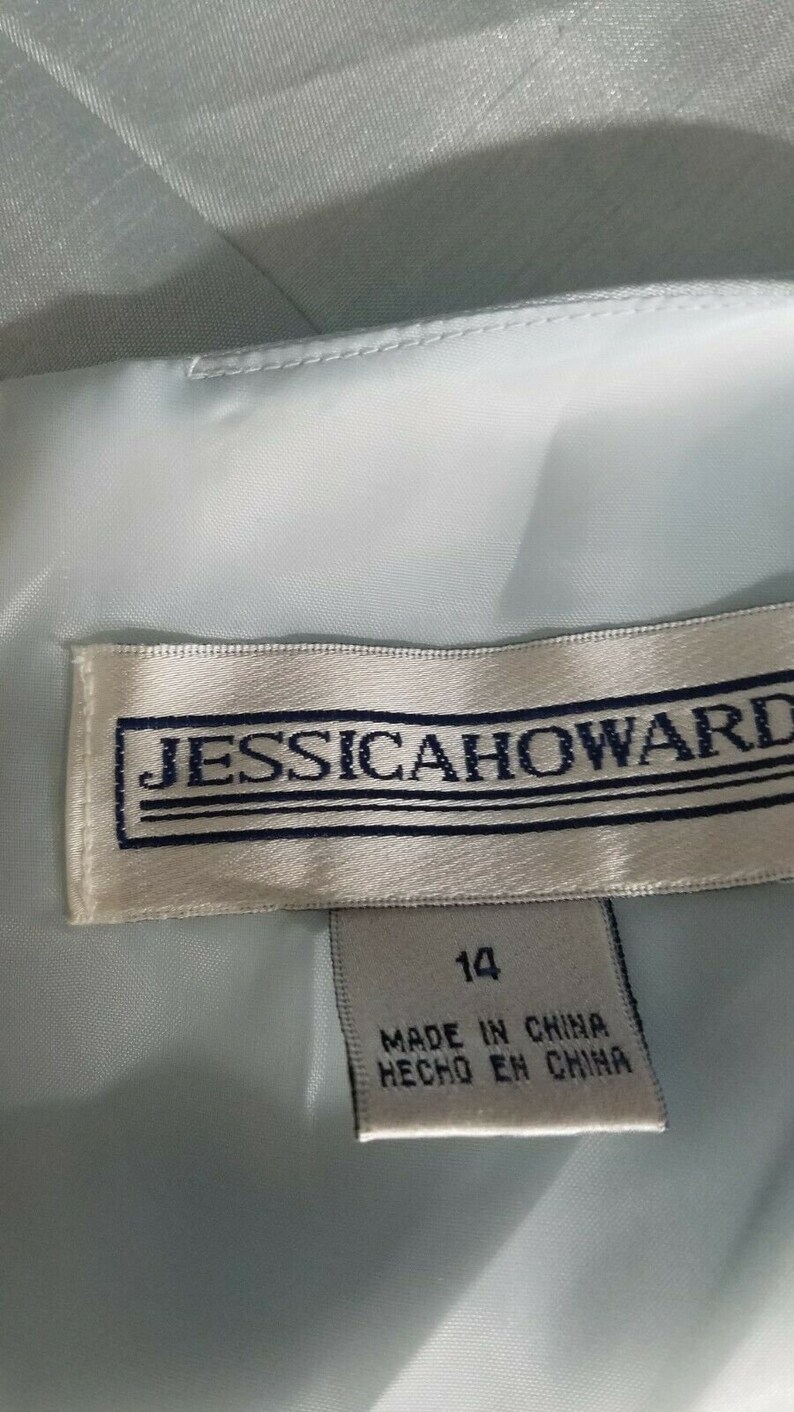 JESSICAHOWARD
14
MADE IN CHINA
HECHO EN CHINA